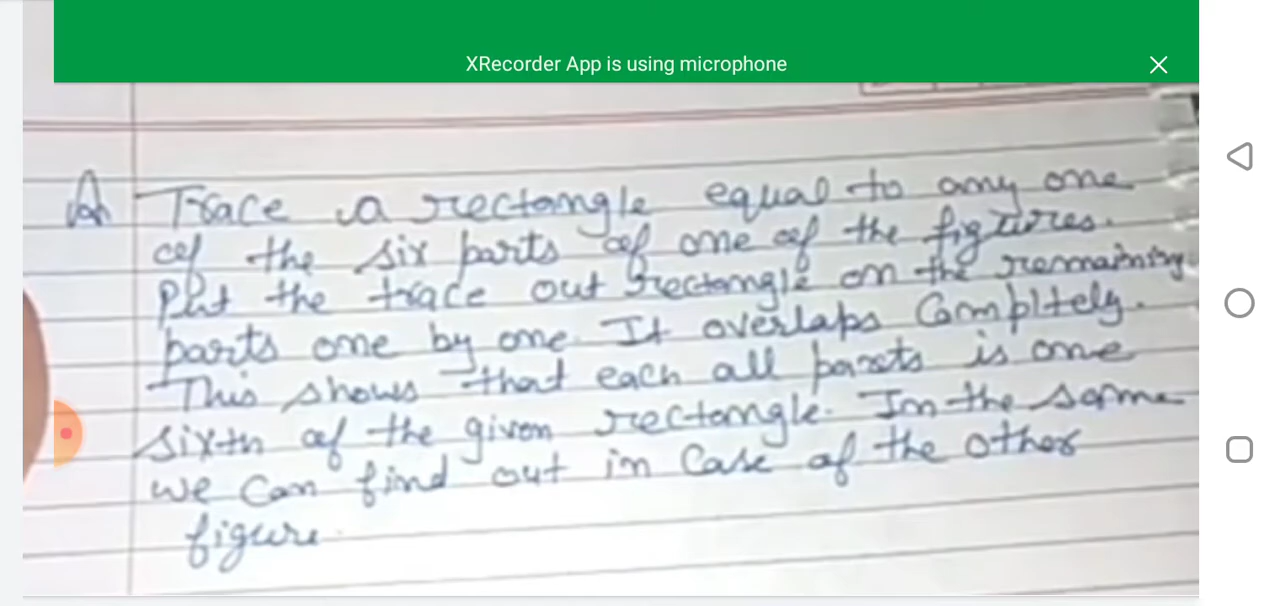 XRecorder App is using microphone
A Trace a rectangle equal to any one
of the six parts of one of the figures.
Put the trace out rectangle on the remmaining
parts one by one. It overlaps Completely.
This shows that each all parts is one
sixth of the given rectangle. In the same
we can find out in Case of the other
figure.